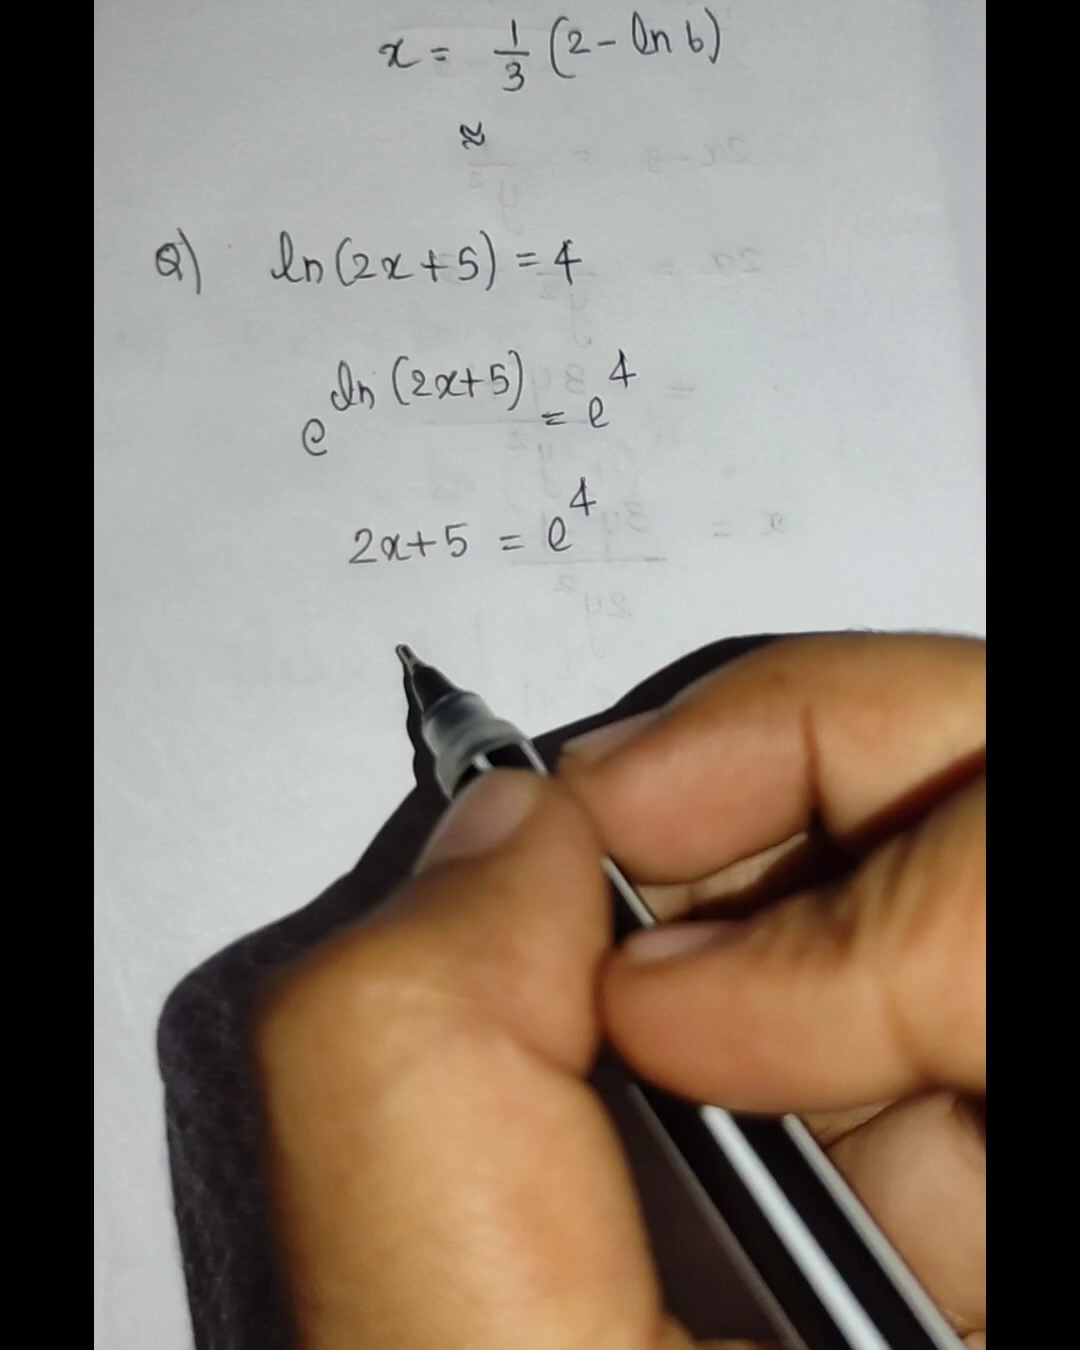 x = 1/3 (2 - ln 6)
≈
Q) ln(2x+5) = 4
e^ln(2x+5) = e^4
2x+5 = e^4